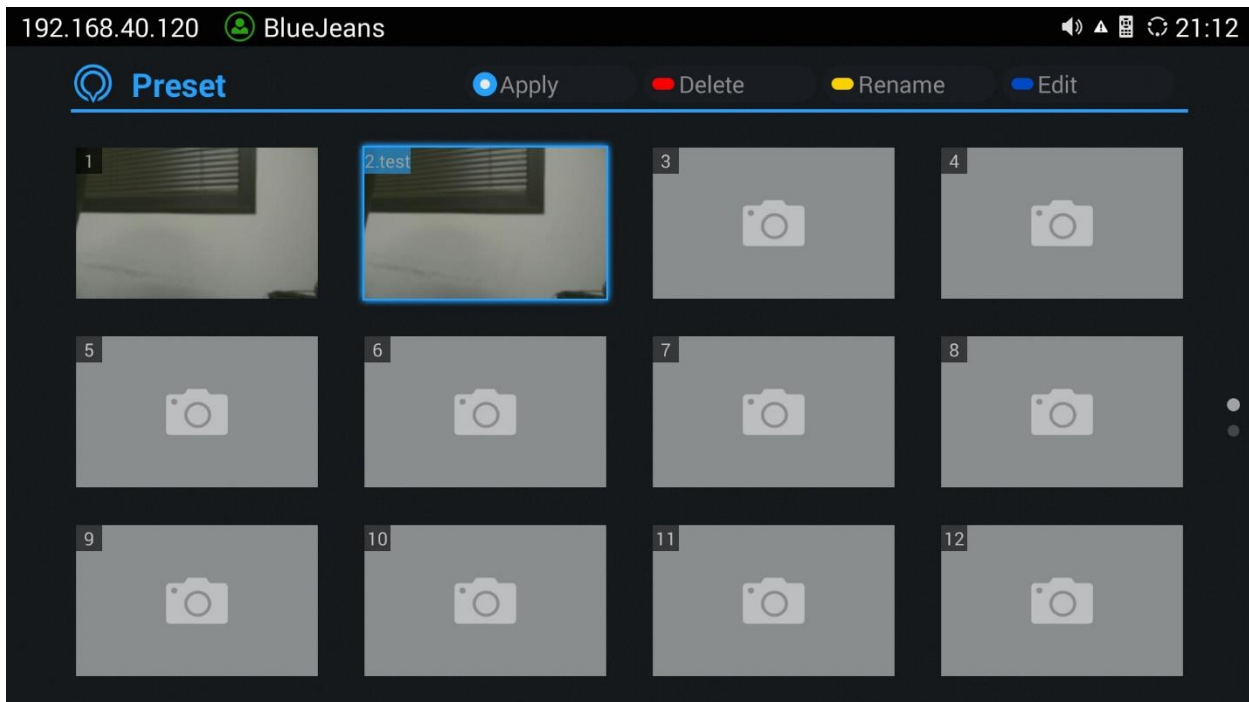 192.168.40.120 BlueJeans 21:12
Preset Apply Delete Rename Edit
1 2.test 3 4
5 6 7 8
9 10 11 12